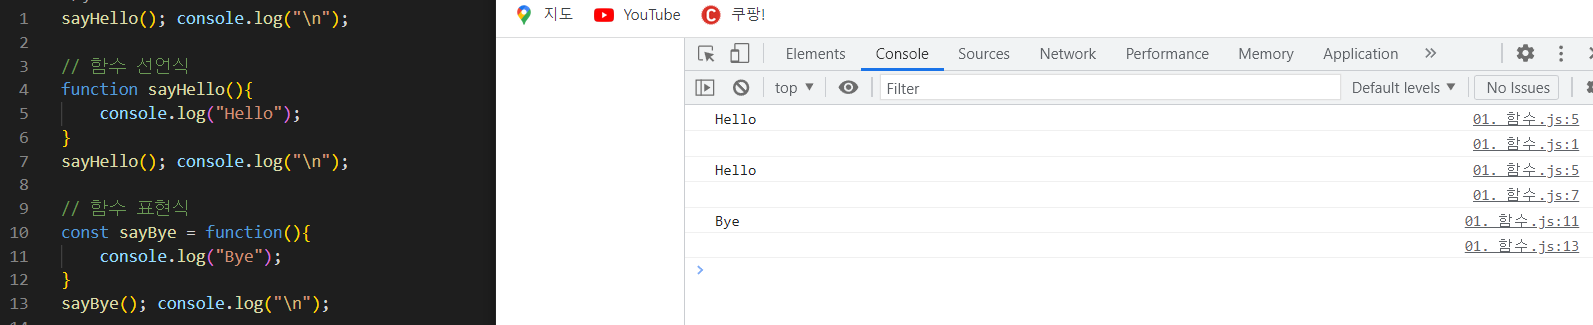 1 sayHello(); console.log("\n");
2
3 // 함수 선언식
4 function sayHello(){
5 console.log("Hello");
6 }
7 sayHello(); console.log("\n");
8
9 // 함수 표현식
10 const sayBye = function(){
11 console.log("Bye");
12 }
13 sayBye(); console.log("\n");
지도 YouTube C 쿠팡!
Elements Console Sources Network Performance Memory Application »
top ▼ Filter Default levels ▼ No Issues
Hello 01. 함수.js:5
01. 함수.js:1
Hello 01. 함수.js:5
01. 함수.js:7
Bye 01. 함수.js:11
01. 함수.js:13
>